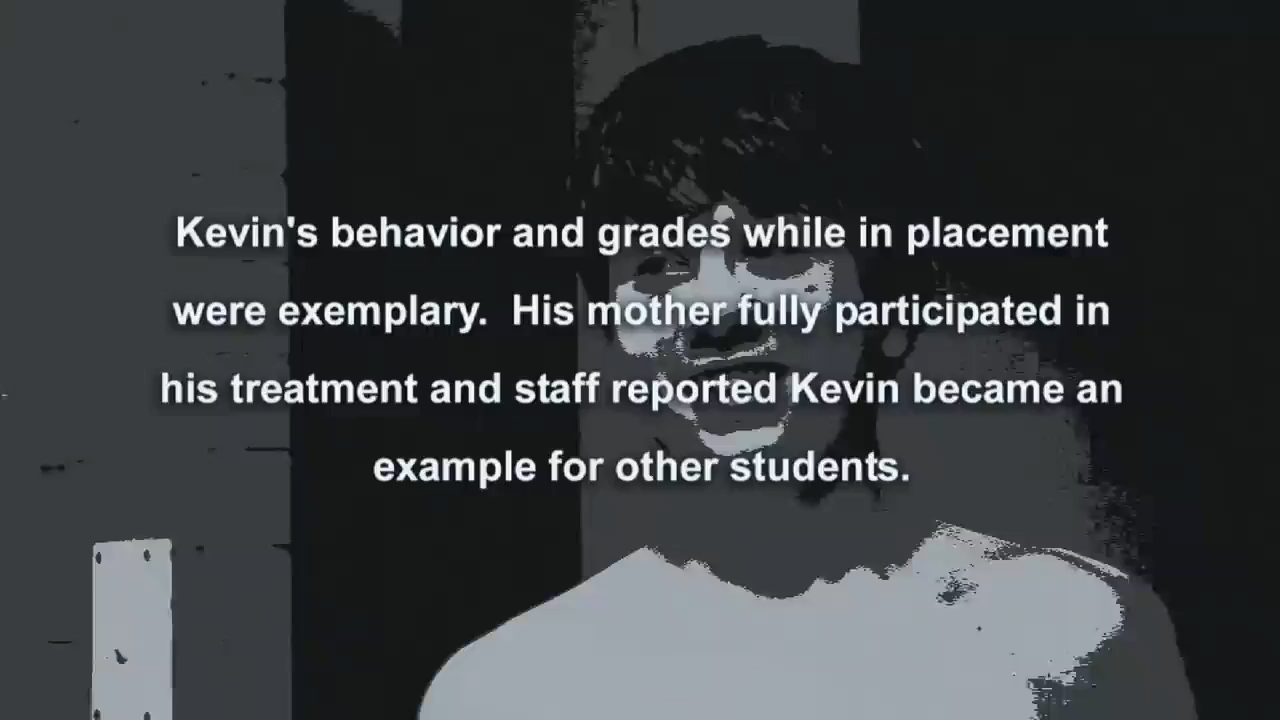 Kevin's behavior and grades while in placement
were exemplary.  His mother fully participated in
his treatment and staff reported Kevin became an
example for other students.